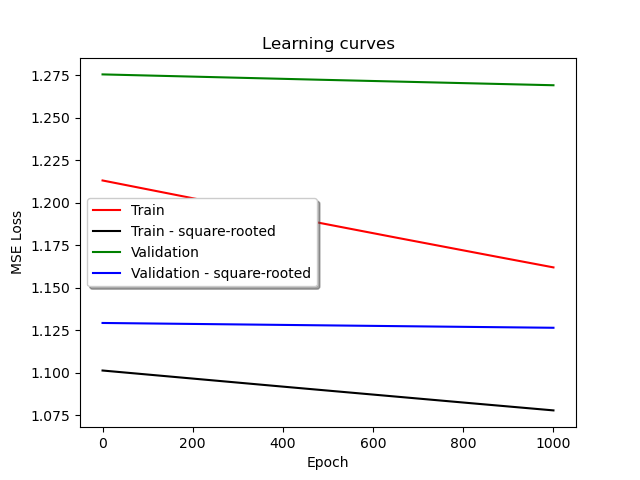 Learning curves
MSE Loss
1.275
1.250
1.225
1.200
1.175
1.150
1.125
1.100
1.075
Train
Train - square-rooted
Validation
Validation - square-rooted
0 200 400 600 800 1000
Epoch